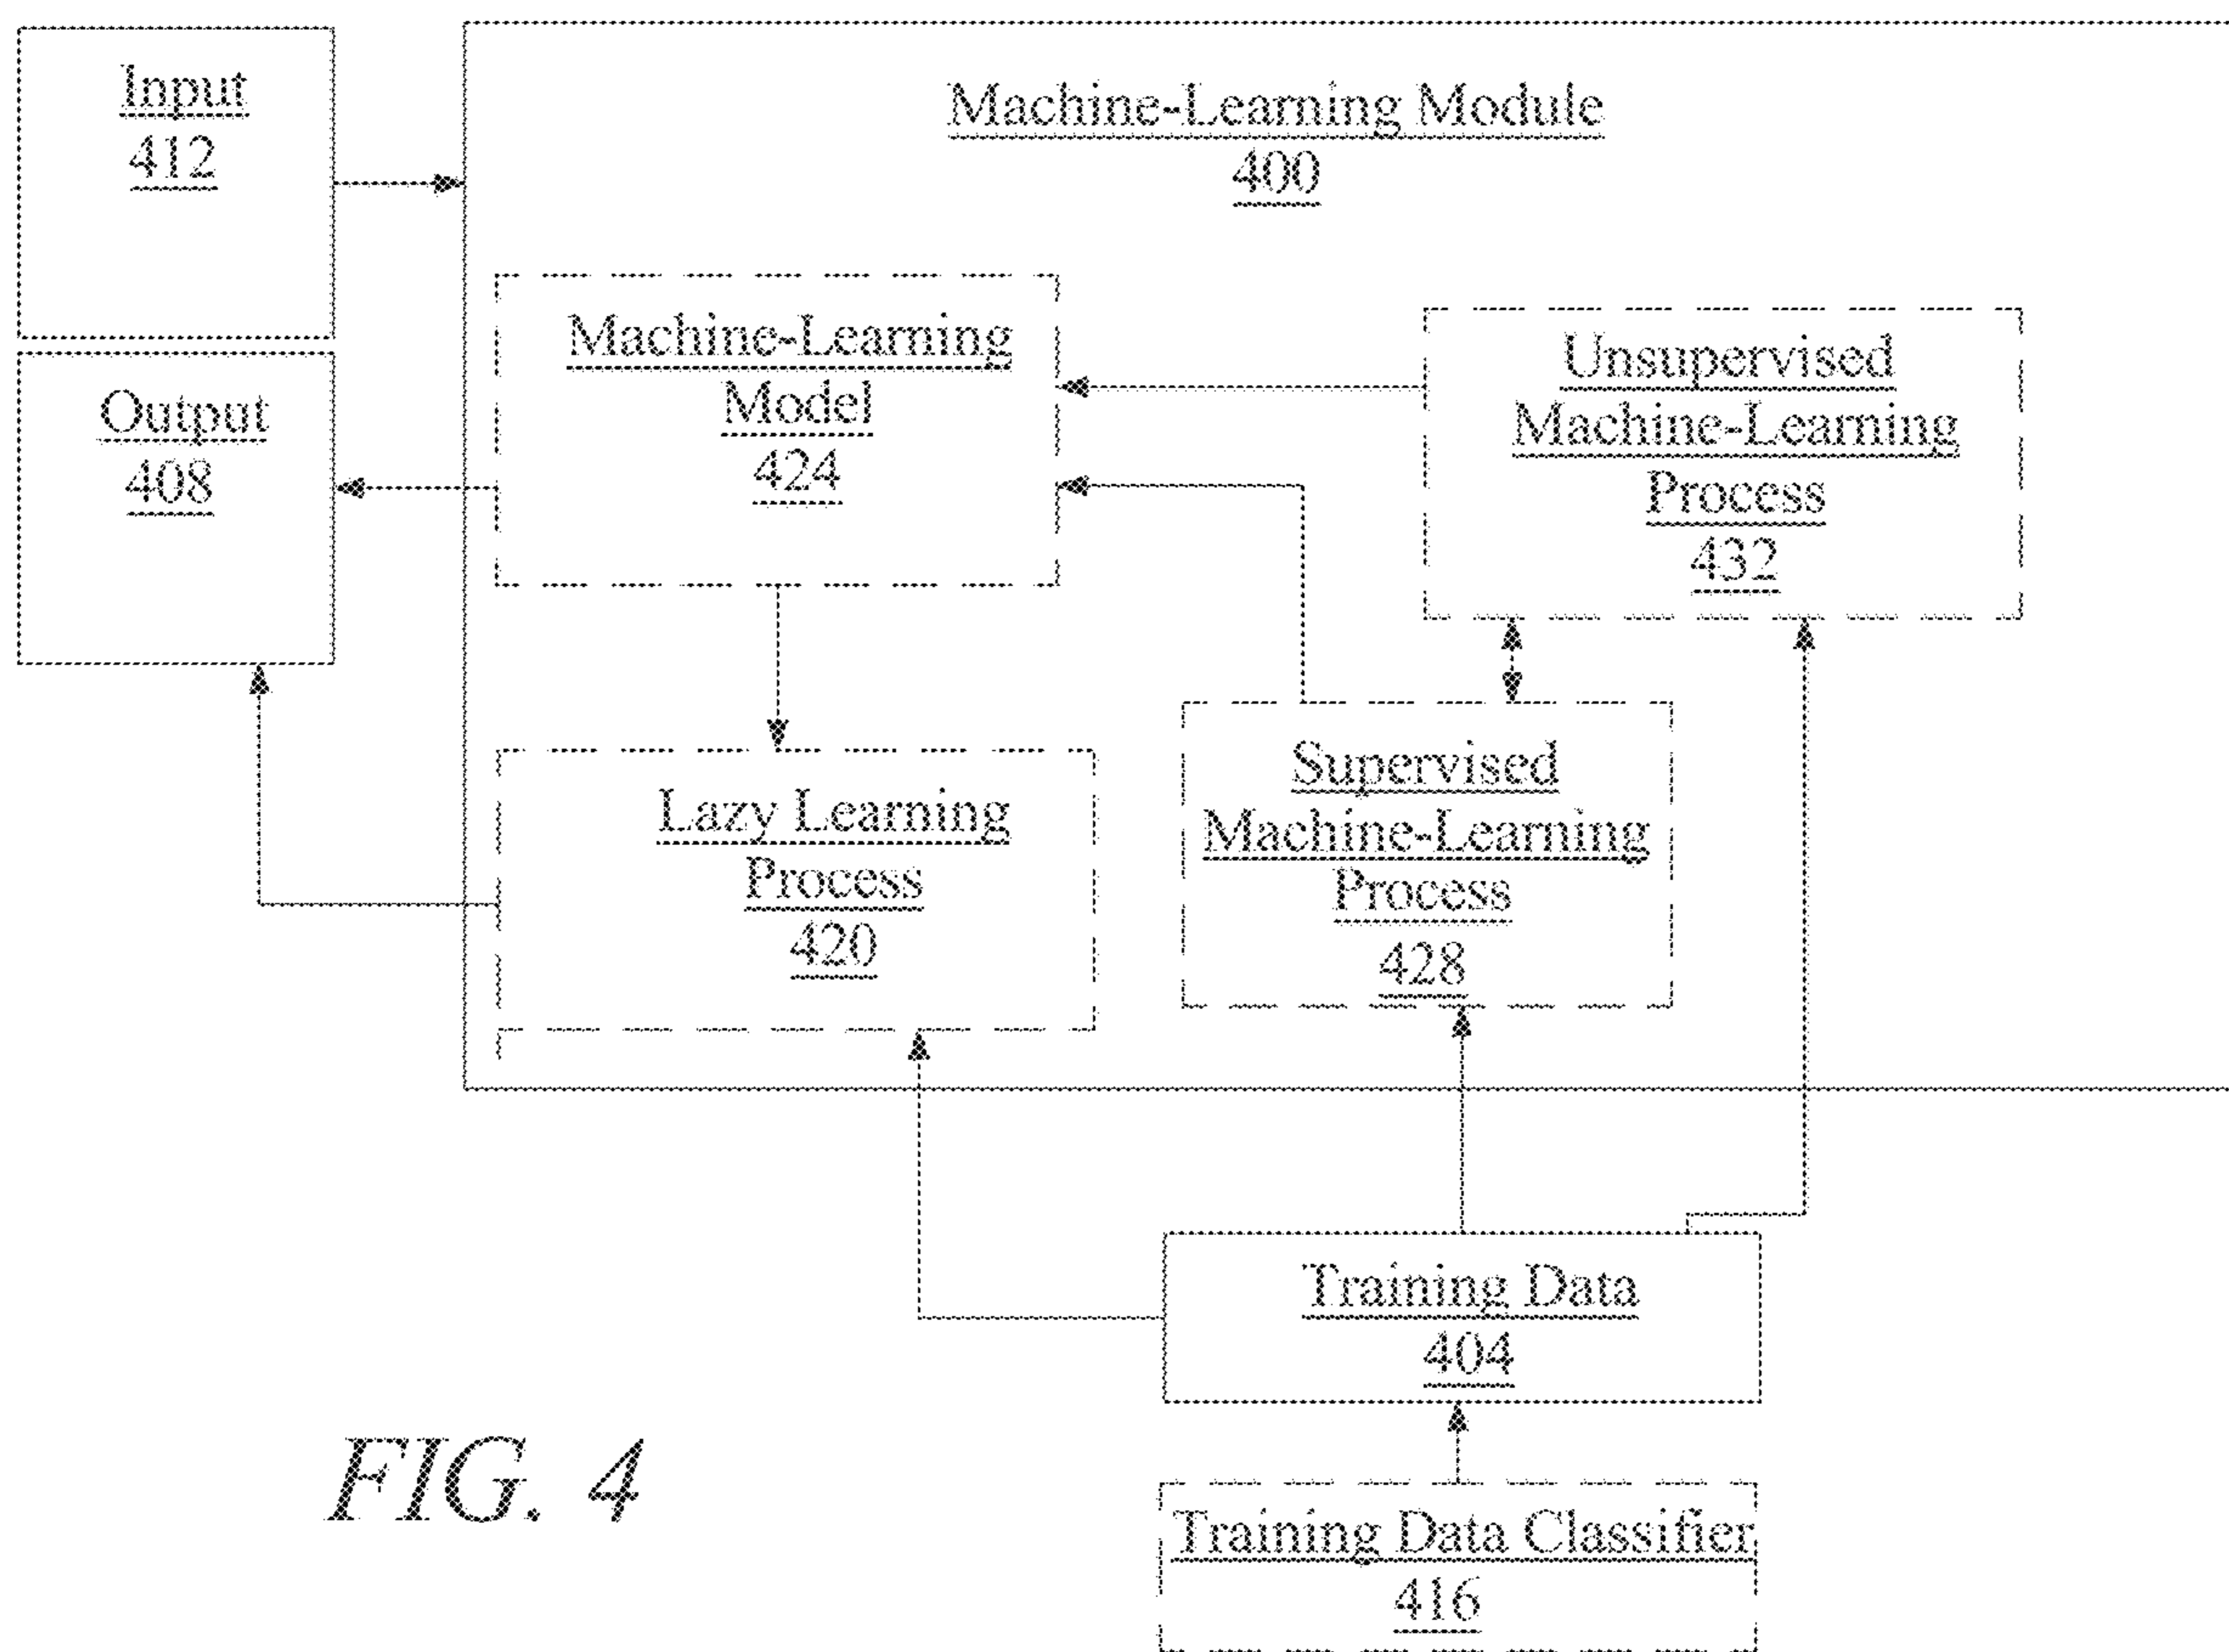 Input
412
Machine-Learning Module
400
Machine-Learning
Model
424
Unsupervised
Machine-Learning
Process
432
Output
408
Lazy Learning
Process
420
Supervised
Machine-Learning
Process
428
Training Data
404
Training Data Classifier
416
FIG. 4